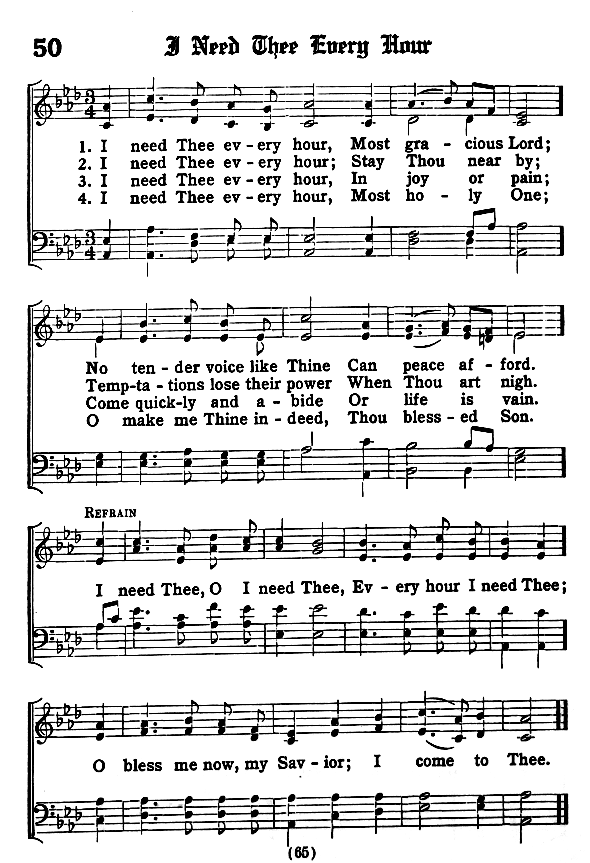 50 I Need Thee Every Hour
3 4
1. I need Thee ev - ery hour, Most gra - cious Lord;
2. I need Thee ev - ery hour; Stay Thou near by;
3. I need Thee ev - ery hour, In joy or pain;
4. I need Thee ev - ery hour, Most ho - ly One;
3 4
No ten - der voice like Thine Can peace af - ford.
Temp-ta - tions lose their power When Thou art nigh.
Come quick-ly and a - bide Or life is vain.
O make me Thine in - deed, Thou bless - ed Son.
REFRAIN
I need Thee, O I need Thee, Ev - ery hour I need Thee;
O bless me now, my Sav - ior; I come to Thee.
(65)